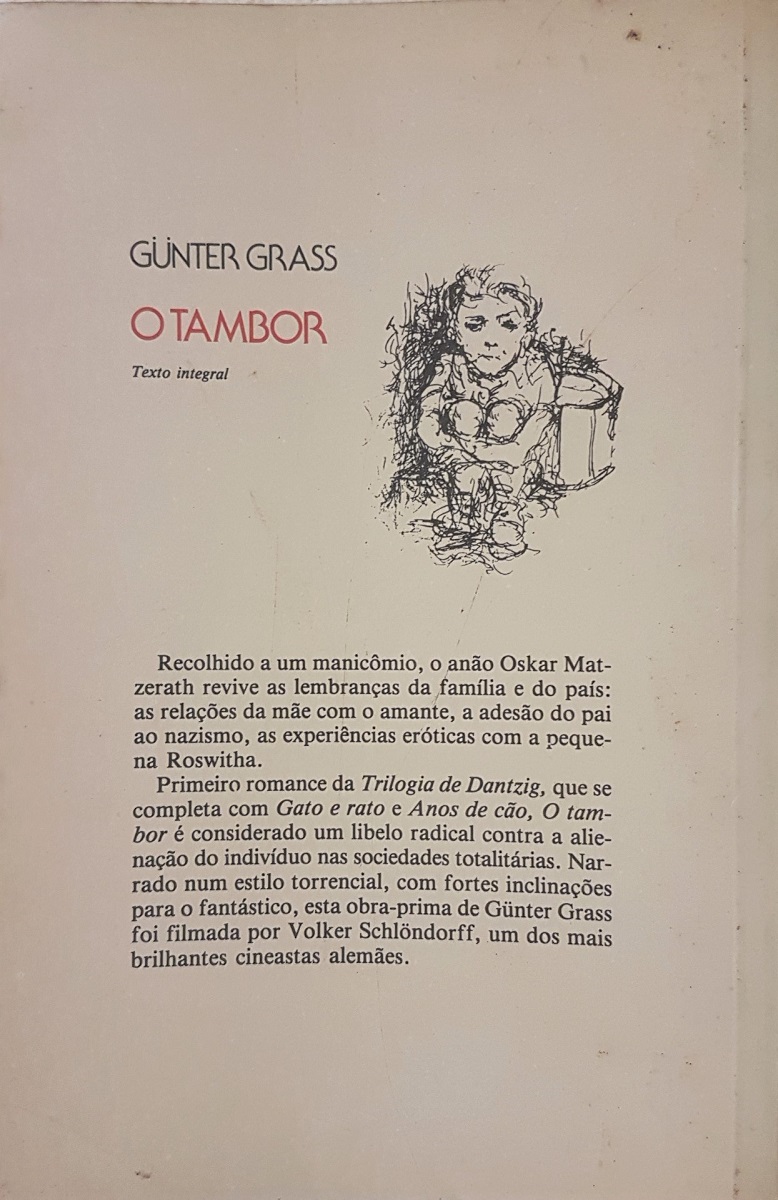 GÜNTER GRASS
O TAMBOR
Texto integral
Recolhido a um manicômio, o anão Oskar Mat-
zerath revive as lembranças da família e do país:
as relações da mãe com o amante, a adesão do pai
ao nazismo, as experiências eróticas com a peque-
na Roswitha.
Primeiro romance da Trilogia de Dantzig, que se
completa com Gato e rato e Anos de cão, O tam-
bor é considerado um libelo radical contra a alie-
nação do indivíduo nas sociedades totalitárias. Nar-
rado num estilo torrencial, com fortes inclinações
para o fantástico, esta obra-prima de Günter Grass
foi filmada por Volker Schlöndorff, um dos mais
brilhantes cineastas alemães.